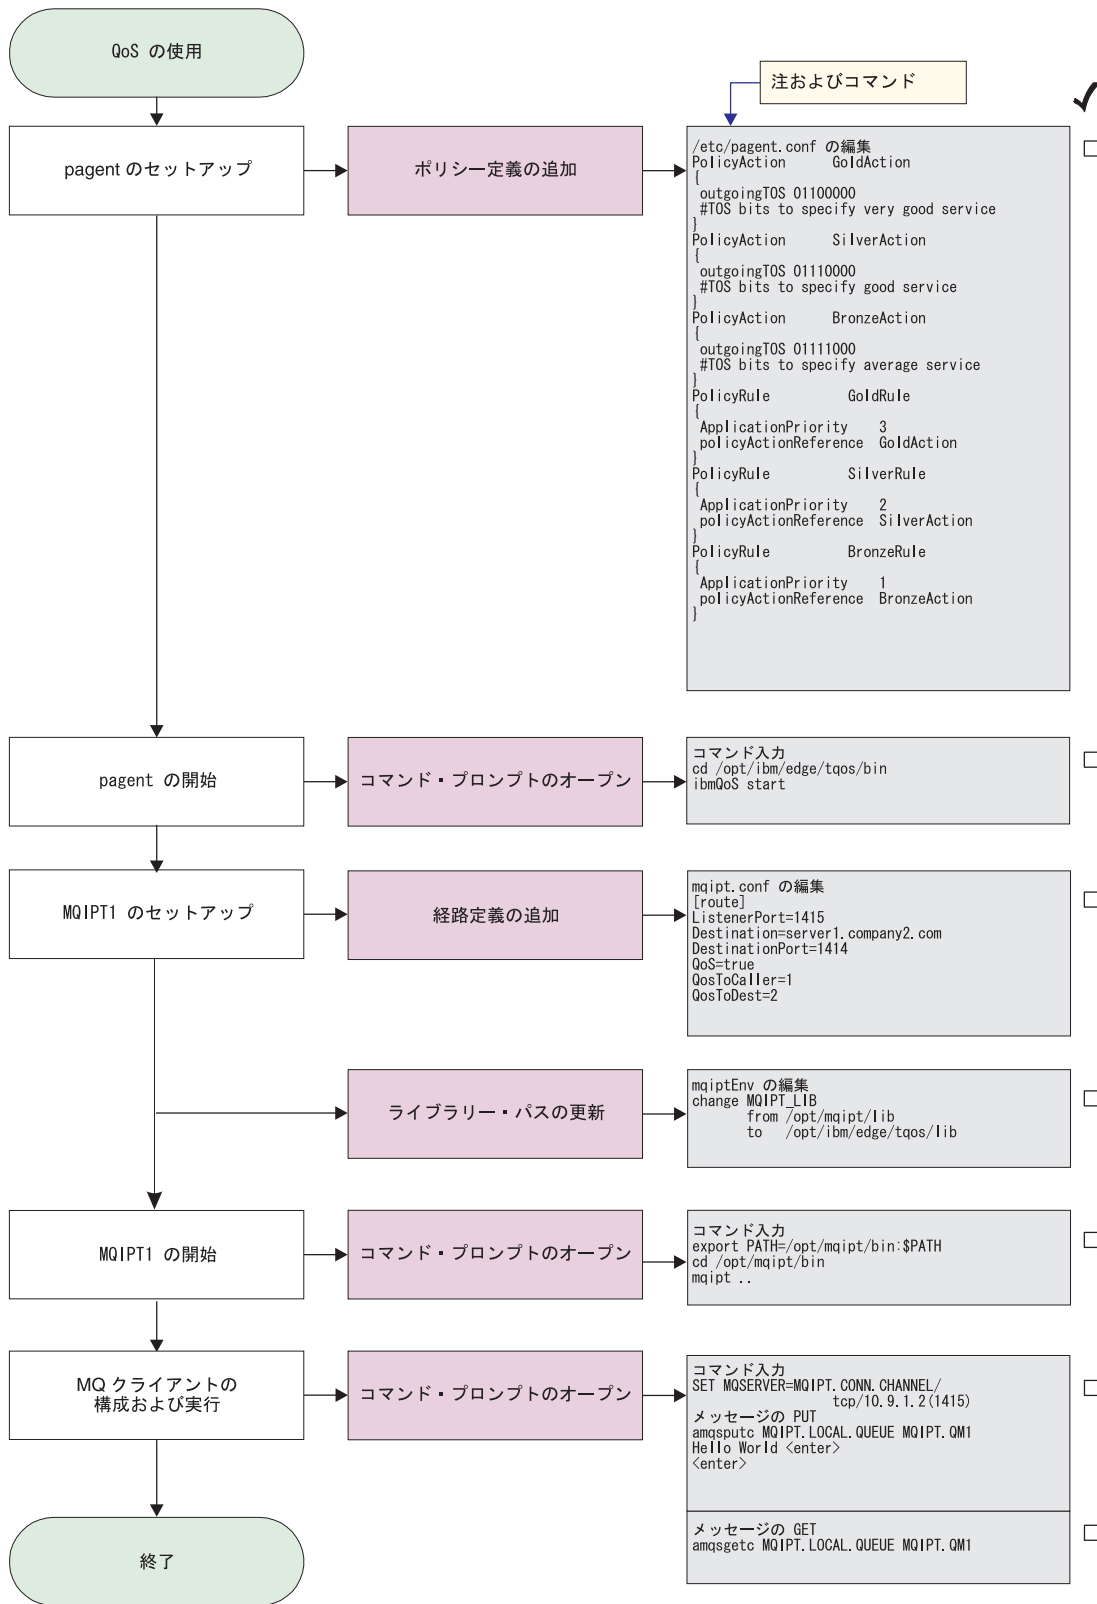 QoS の使用
注およびコマンド
pagent のセットアップ
ポリシー定義の追加
/etc/pagent.conf の編集
PolicyAction GoldAction
{
outgoingTOS 01100000
#TOS bits to specify very good service
}
PolicyAction SilverAction
{
outgoingTOS 01110000
#TOS bits to specify good service
}
PolicyAction BronzeAction
{
outgoingTOS 01111000
#TOS bits to specify average service
}
PolicyRule GoldRule
{
ApplicationPriority 3
policyActionReference GoldAction
}
PolicyRule SilverRule
{
ApplicationPriority 2
policyActionReference SilverAction
}
PolicyRule BronzeRule
{
ApplicationPriority 1
policyActionReference BronzeAction
}
pagent の開始
コマンド・プロンプトのオープン
コマンド入力
cd /opt/ibm/edge/tqos/bin
ibmQoS start
MQIPT1 のセットアップ
経路定義の追加
mqipt.conf の編集
[route]
ListenerPort=1415
Destination=server1.company2.com
DestinationPort=1414
QoS=true
QosToCaller=1
QosToDest=2
ライブラリー・パスの更新
mqiptEnv の編集
change MQIPT_LIB
from /opt/mqipt/lib
to /opt/ibm/edge/tqos/lib
MQIPT1 の開始
コマンド・プロンプトのオープン
コマンド入力
export PATH=/opt/mqipt/bin:$PATH
cd /opt/mqipt/bin
mqipt ..
MQ クライアントの
構成および実行
コマンド・プロンプトのオープン
コマンド入力
SET MQSERVER=MQIPT.CONN.CHANNEL/
tcp/10.9.1.2(1415)
メッセージの PUT
amqsputc MQIPT.LOCAL.QUEUE MQIPT.QM1
Hello World <enter>
<enter>
メッセージの GET
amqsgetc MQIPT.LOCAL.QUEUE MQIPT.QM1
終了